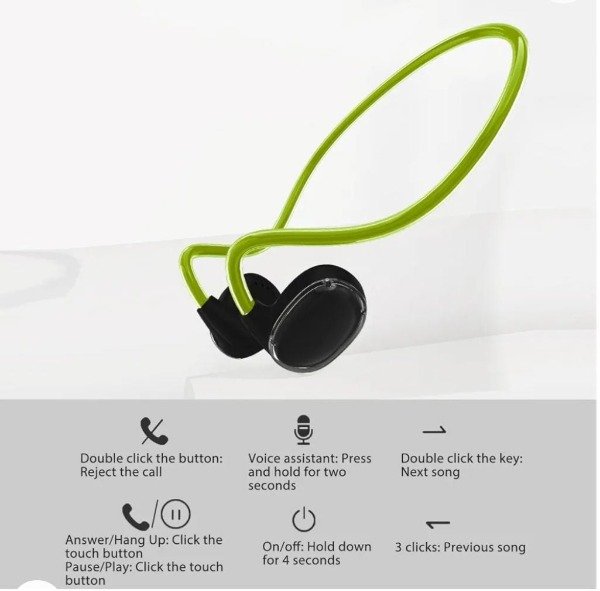 Double click the button:
Reject the call
Voice assistant: Press
and hold for two
seconds
Double click the key:
Next song
Answer/Hang Up: Click the
touch button
Pause/Play: Click the touch
button
On/off: Hold down
for 4 seconds
3 clicks: Previous song